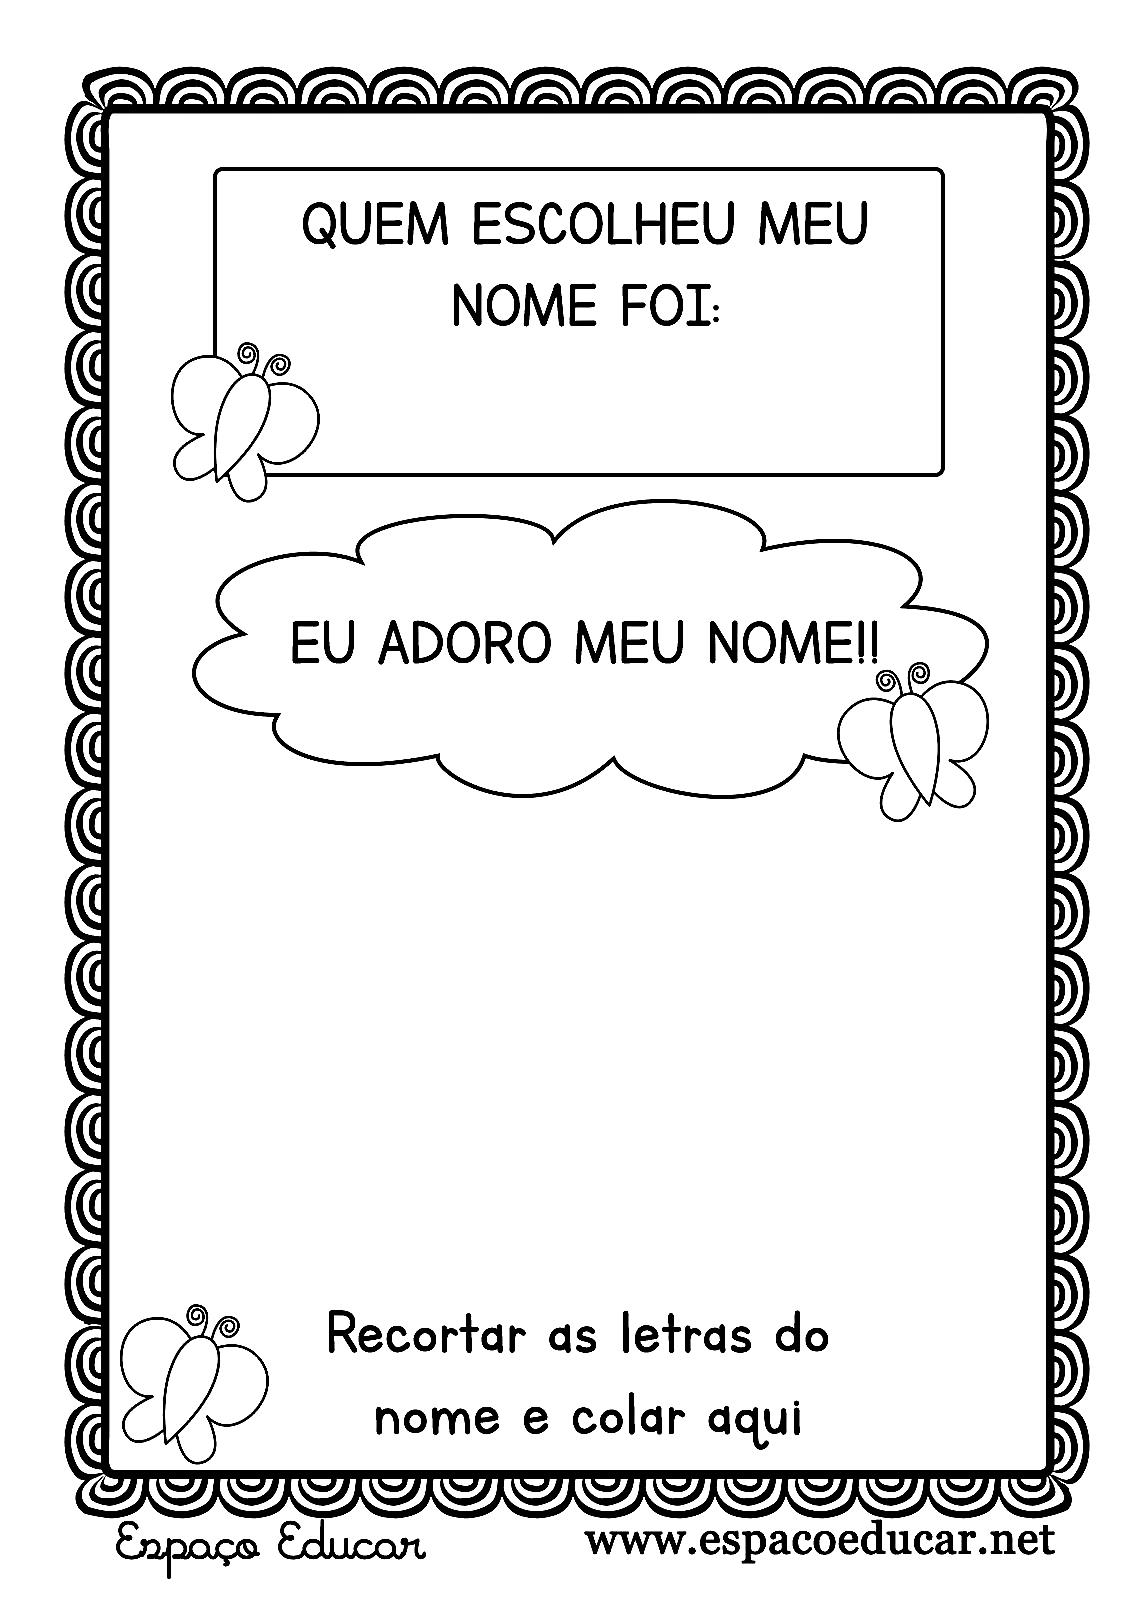 QUEM ESCOLHEU MEU
NOME FOI:
EU ADORO MEU NOME!!
Recortar as letras do
nome e colar aqui
Espaço Educar
www.espacoeducar.net